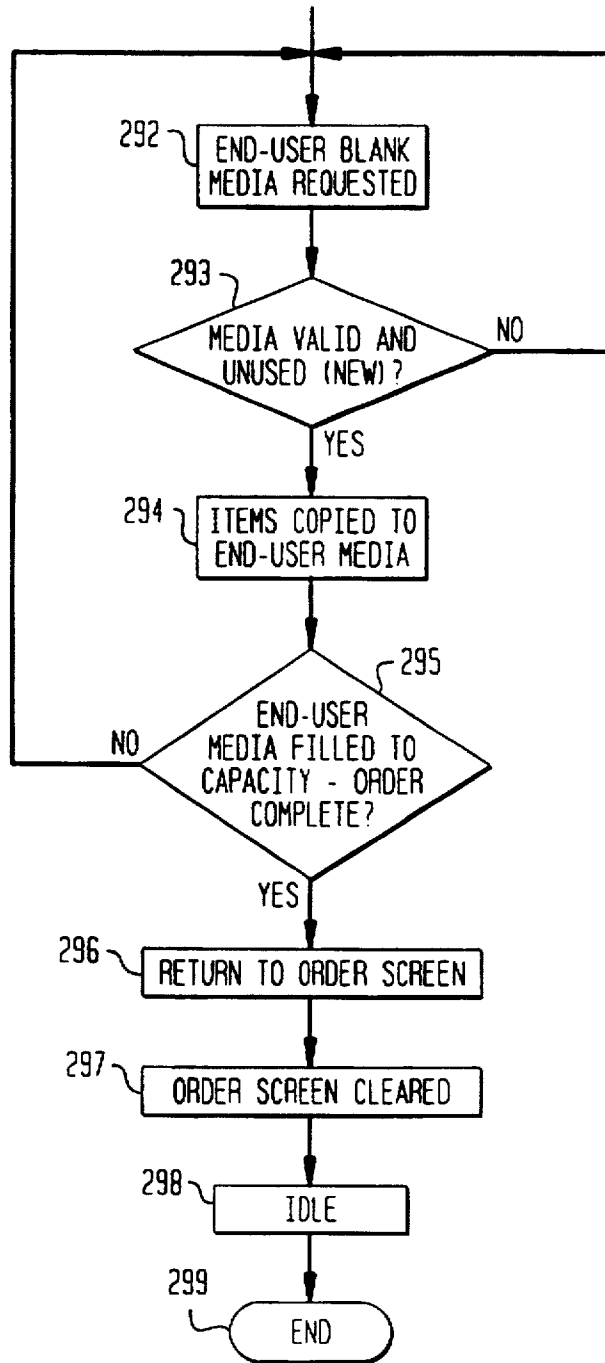 292
END-USER BLANK
MEDIA REQUESTED
293
MEDIA VALID AND
UNUSED (NEW)?
NO
YES
294
ITEMS COPIED TO
END-USER MEDIA
295
END-USER
MEDIA FILLED TO
CAPACITY - ORDER
COMPLETE?
NO
YES
296
RETURN TO ORDER SCREEN
297
ORDER SCREEN CLEARED
298
IDLE
299
END